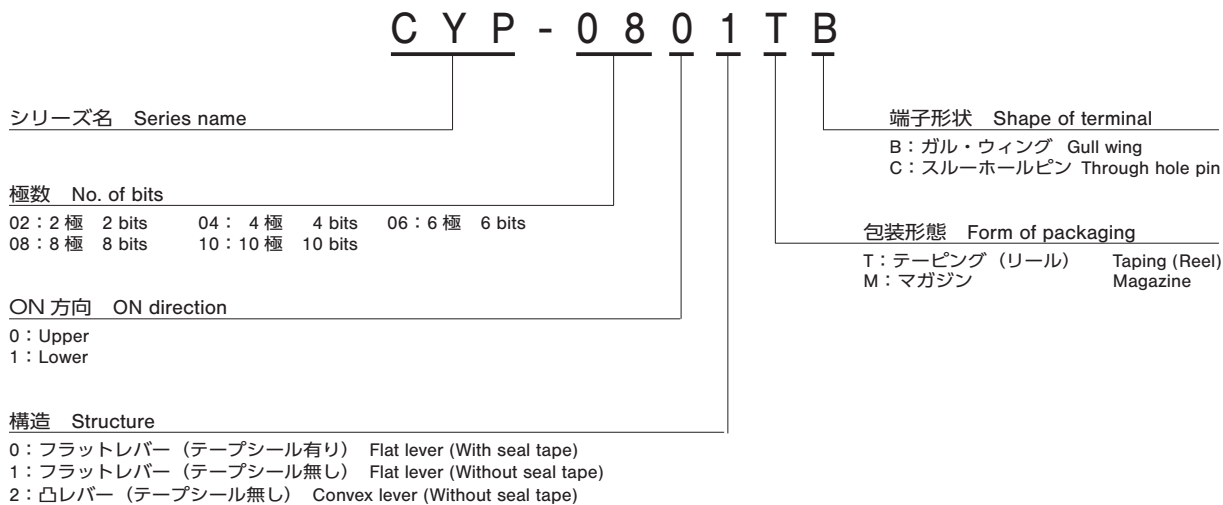 CYP-0801TB
シリーズ名　Series name
極数　No. of bits
02：2極　2 bits　04：4極　4 bits　06：6極　6 bits
08：8極　8 bits　10：10極　10 bits
ON方向　ON direction
0：Upper
1：Lower
構造　Structure
0：フラットレバー（テープシール有り）　Flat lever (With seal tape)
1：フラットレバー（テープシール無し）　Flat lever (Without seal tape)
2：凸レバー（テープシール無し）　Convex lever (Without seal tape)
端子形状　Shape of terminal
B：ガル・ウィング　Gull wing
C：スルーホールピン　Through hole pin
包装形態　Form of packaging
T：テーピング（リール）　Taping (Reel)
M：マガジン　Magazine